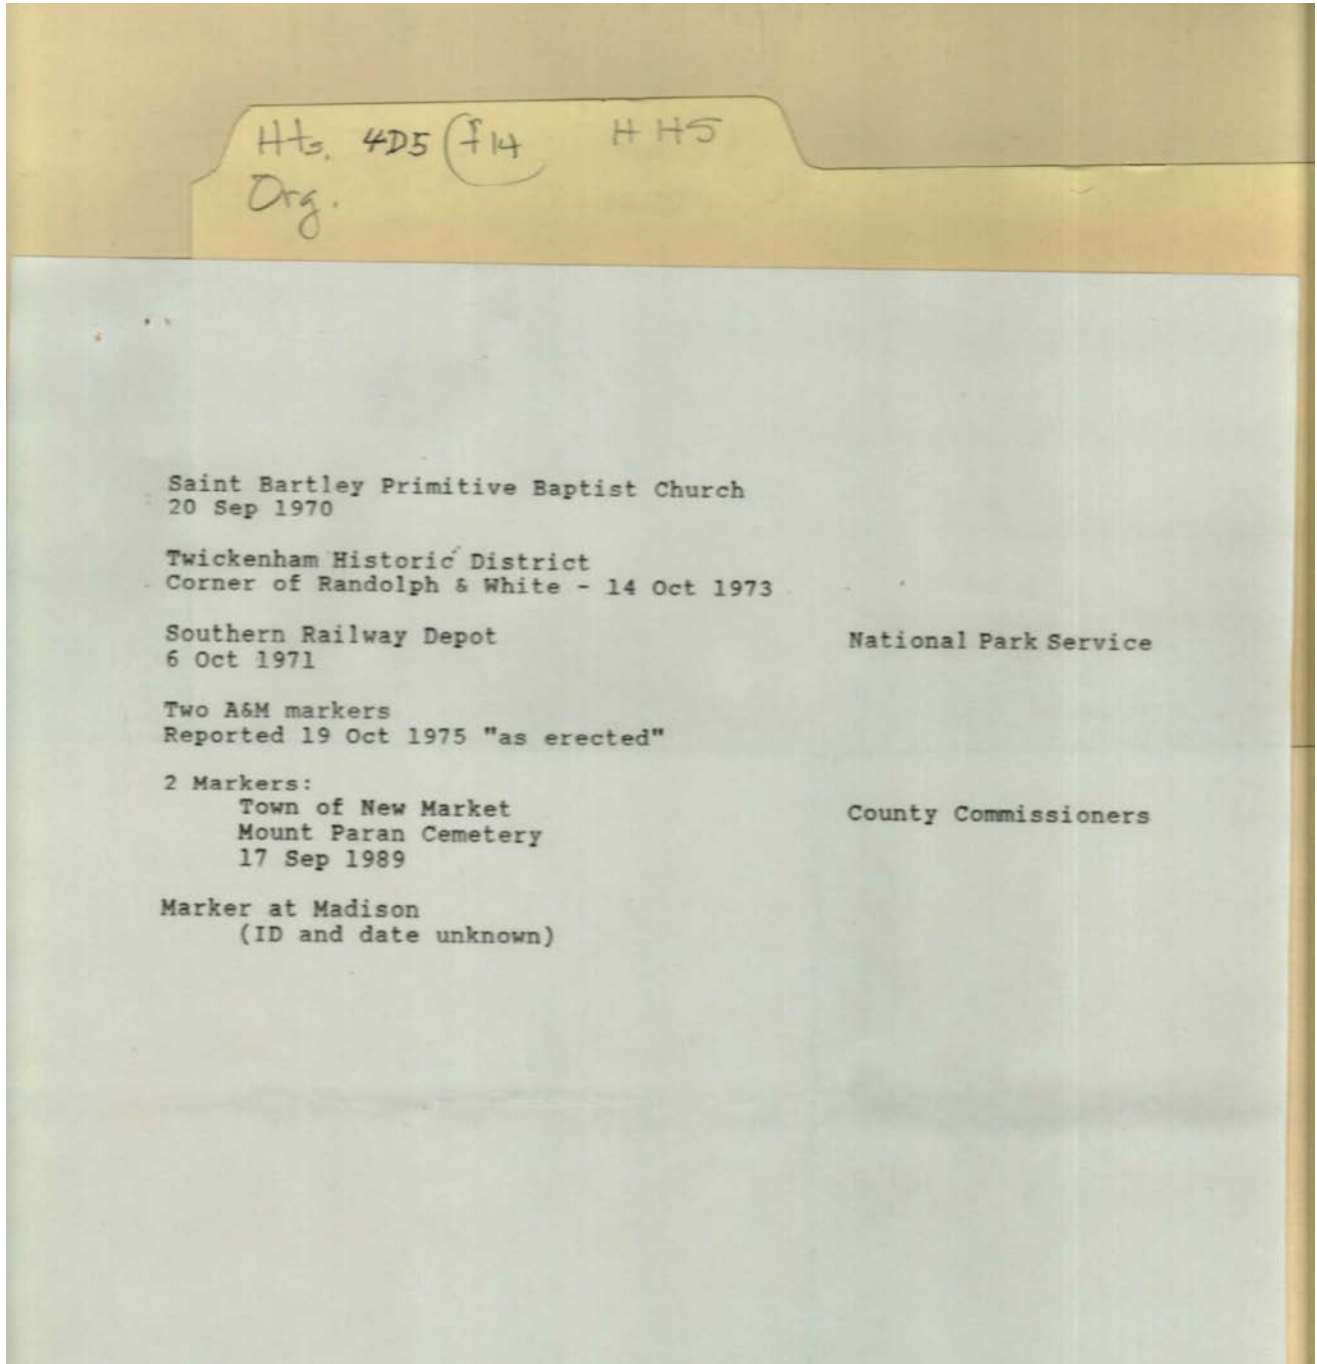 Hts. 4D5 f14 HHS
Org.
Saint Bartley Primitive Baptist Church
20 Sep 1970
Twickenham Historic District
Corner of Randolph & White - 14 Oct 1973
Southern Railway Depot National Park Service
6 Oct 1971
Two A&M markers
Reported 19 Oct 1975 "as erected"
2 Markers:
Town of New Market County Commissioners
Mount Paran Cemetery
17 Sep 1989
Marker at Madison
(ID and date unknown)